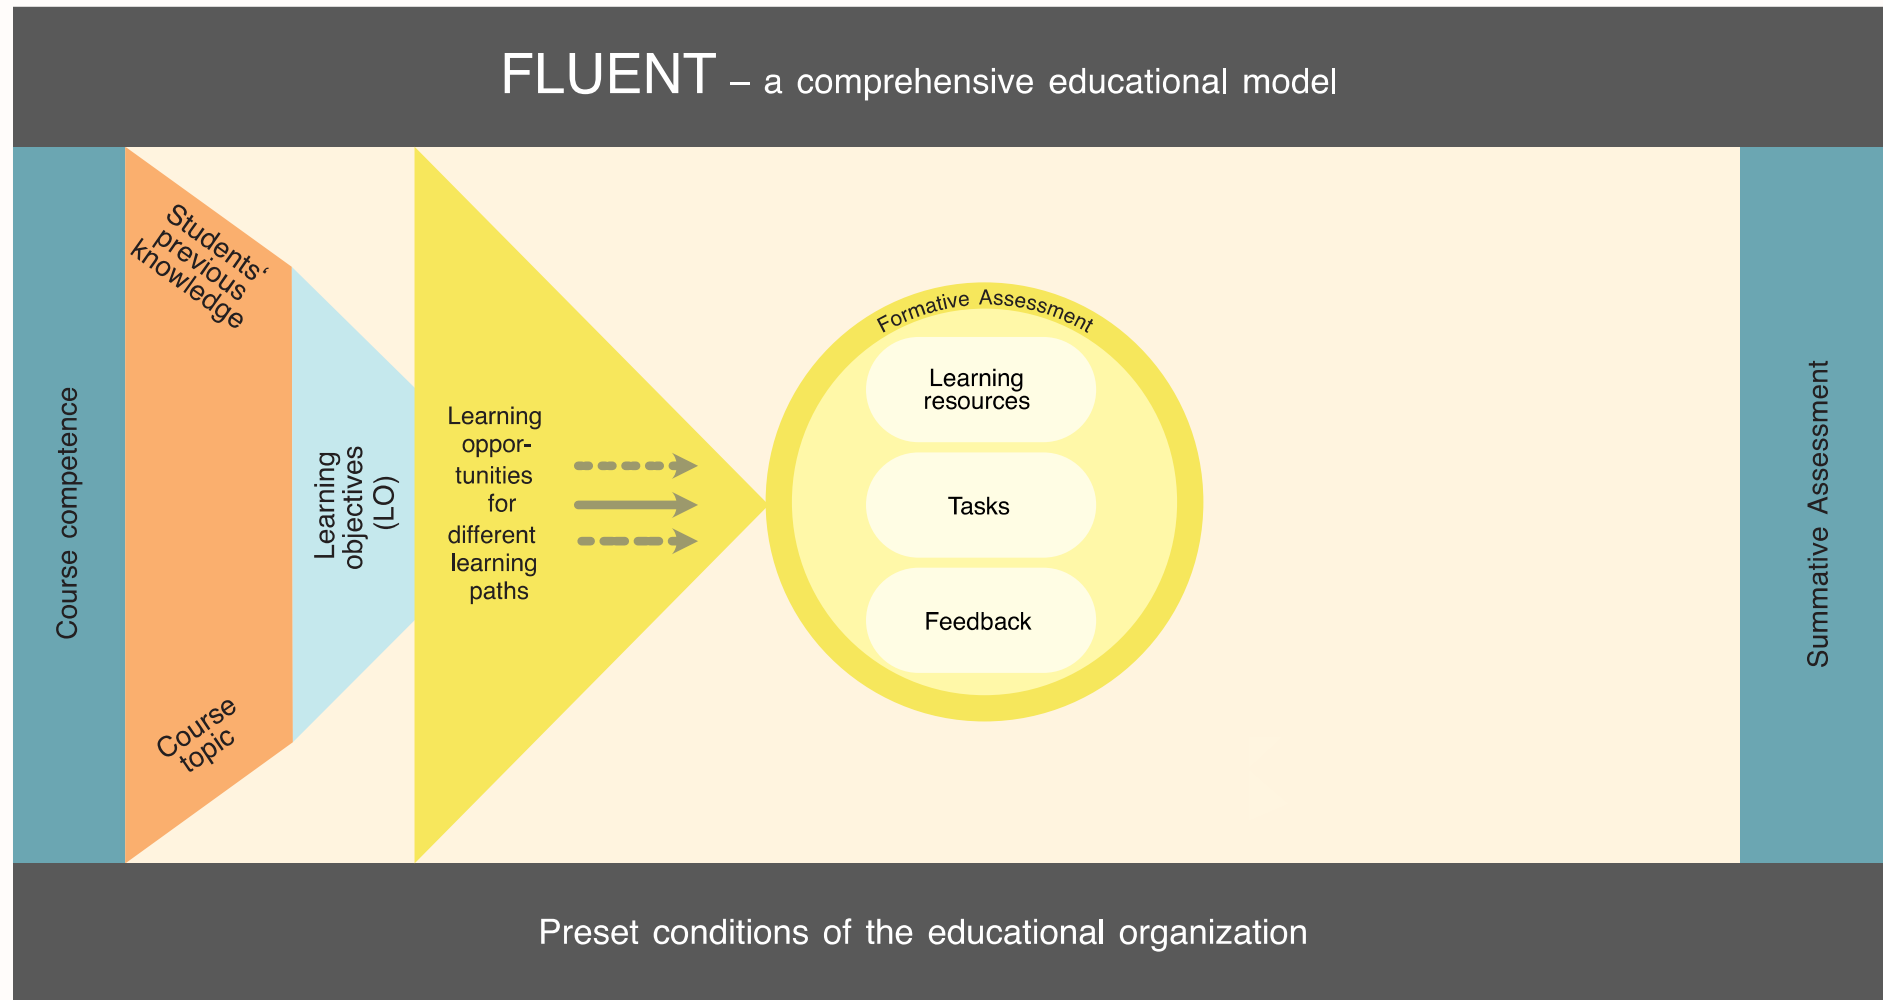 FLUENT – a comprehensive educational model
Course competence
Students‘
previous
knowledge
Course
topic
Learning
objectives
(LO)
Learning
oppor-
tunities
for
different
learning
paths
Formative Assessment
Learning
resources
Tasks
Feedback
Summative Assessment
Preset conditions of the educational organization